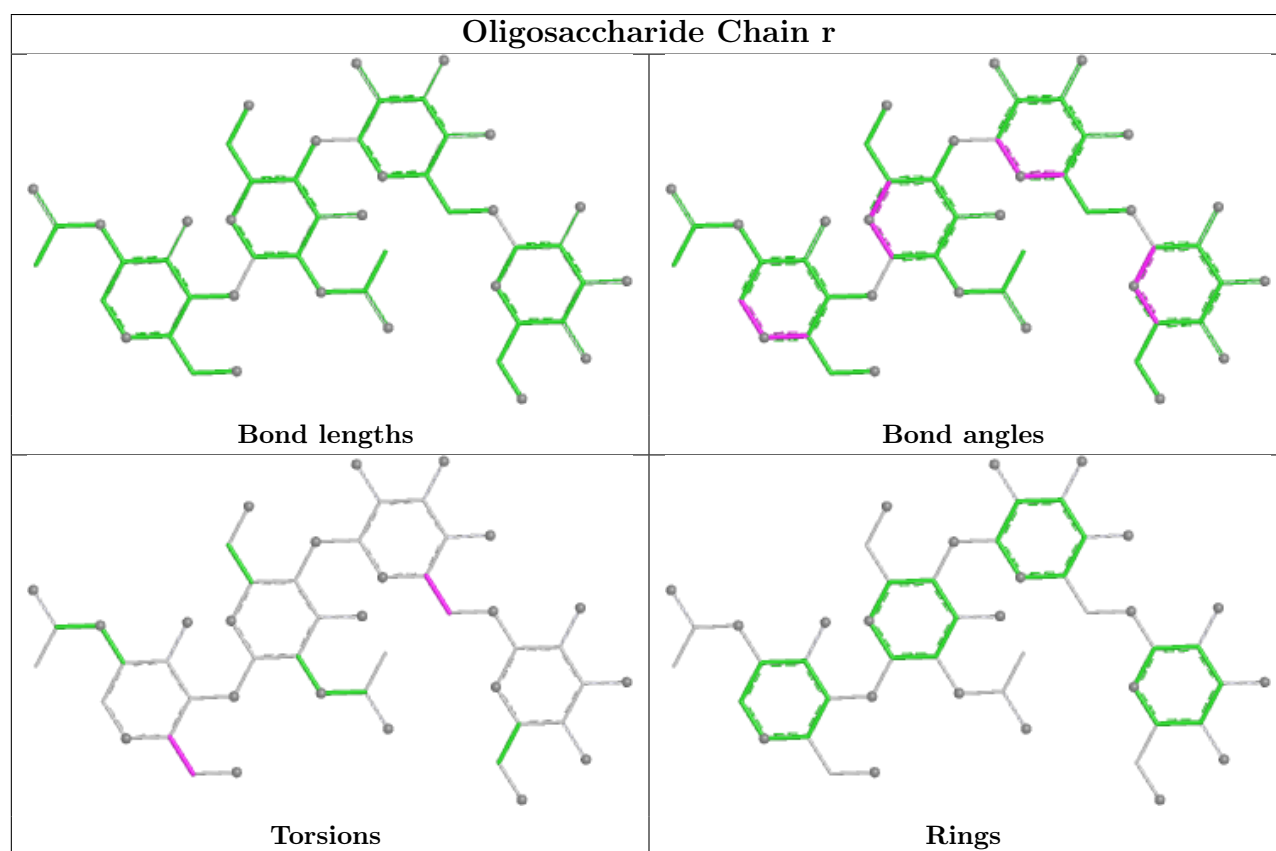 Oligosaccharide Chain r
Bond lengths
Bond angles
Torsions
Rings